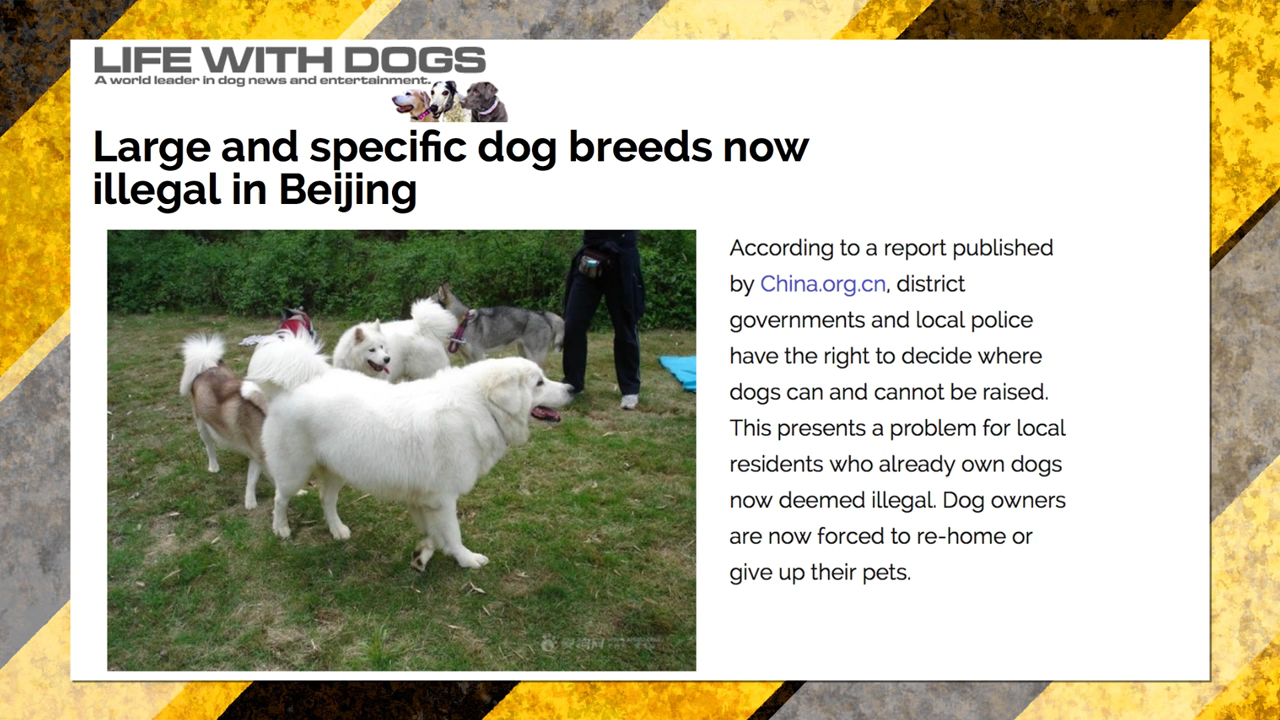 LIFE WITH DOGS
A world leader in dog news and entertainment.
Large and specific dog breeds now
illegal in Beijing
According to a report published
by China.org.cn, district
governments and local police
have the right to decide where
dogs can and cannot be raised.
This presents a problem for local
residents who already own dogs
now deemed illegal. Dog owners
are now forced to re-home or
give up their pets.